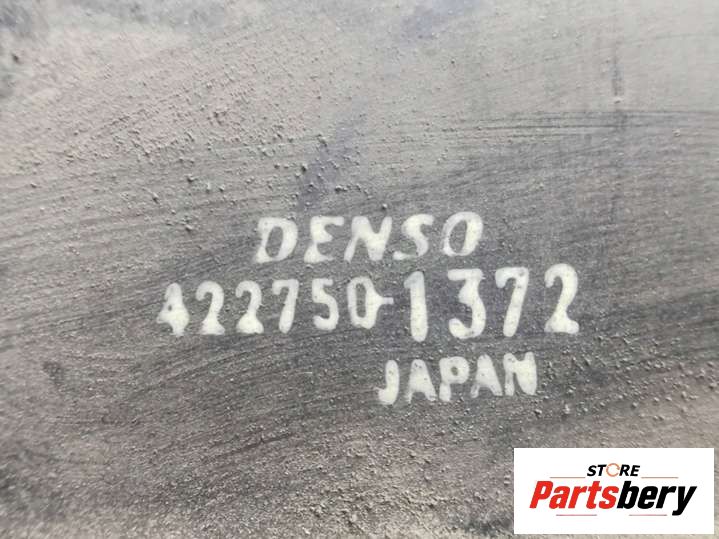 DENSO
422750-1372
JAPAN
STORE
Partsbery